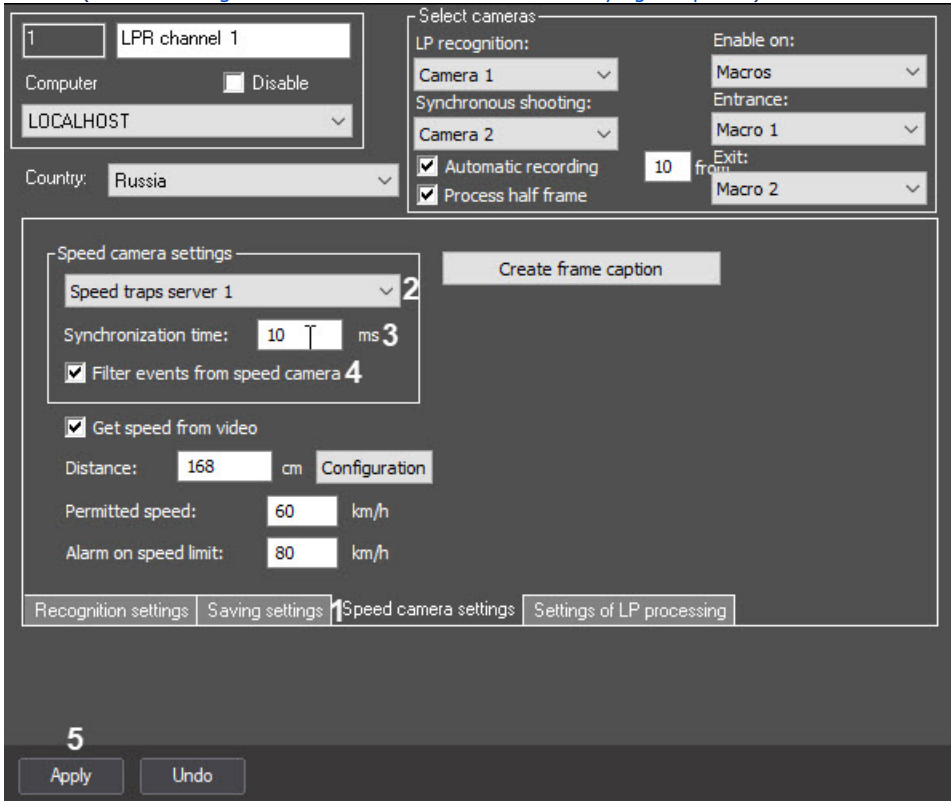 1
LPR channel 1
Computer
Disable
LOCALHOST
Country:
Russia
Select cameras
LP recognition:
Enable on:
Camera 1
Macros
Synchronous shooting:
Entrance:
Camera 2
Macro 1
Automatic recording
10
from
Exit:
Process half frame
Macro 2
Speed camera settings
Create frame caption
Speed traps server 1
2
Synchronization time:
10
ms 3
Filter events from speed camera 4
Get speed from video
Distance:
168
cm
Configuration
Permitted speed:
60
km/h
Alarm on speed limit:
80
km/h
Recognition settings
Saving settings
1 Speed camera settings
Settings of LP processing
5
Apply
Undo